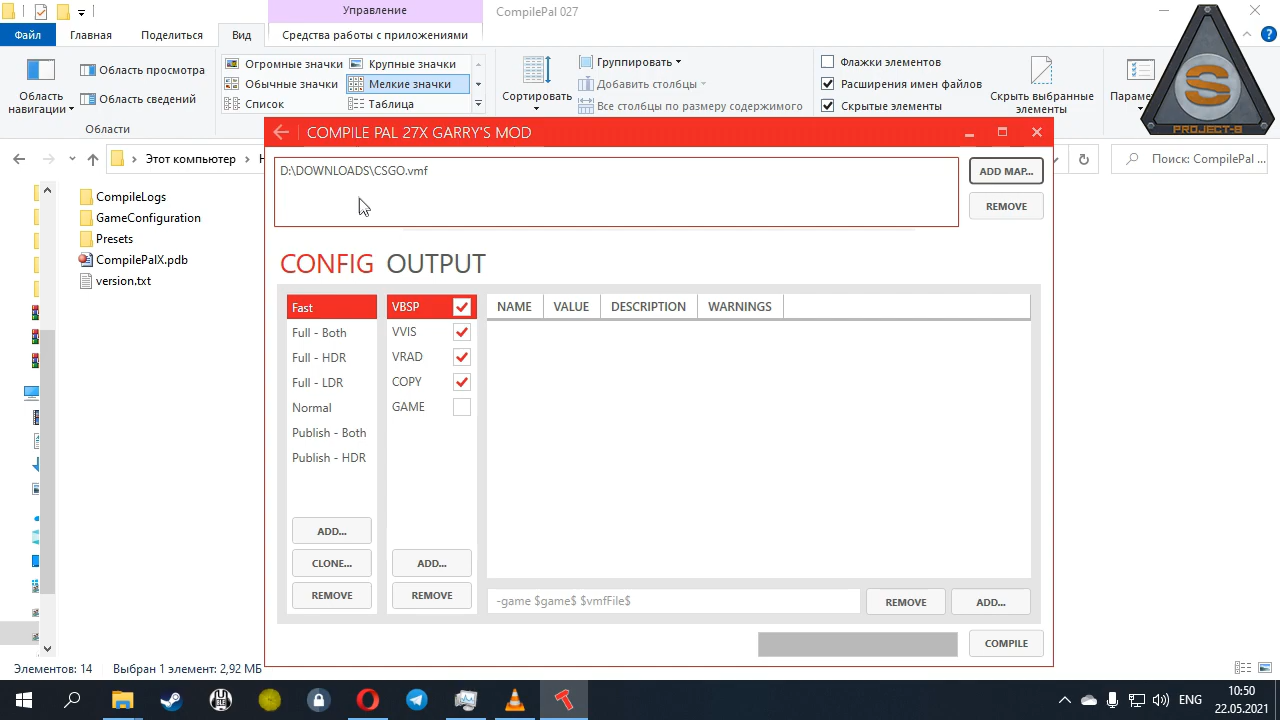 Управление
CompilePal 027
Файл
Главная
Поделиться
Вид
Средства работы с приложениями
Область навигации
Область просмотра
Область сведений
Области
Огромные значки
Крупные значки
Обычные значки
Мелкие значки
Список
Таблица
Сортировать
Группировать
Добавить столбцы
Все столбцы по размеру содержимого
Флажки элементов
Расширения имен файлов
Скрытые элементы
Скрыть выбранные элементы
S
PROJECT-8
Этот компьютер
Поиск: CompilePal ...
COMPILE PAL 27X GARRY'S MOD
D:\DOWNLOADS\CSGO.vmf
ADD MAP...
REMOVE
CompileLogs
GameConfiguration
Presets
CompilePalX.pdb
version.txt
CONFIG OUTPUT
Fast
Full - Both
Full - HDR
Full - LDR
Normal
Publish - Both
Publish - HDR
ADD...
CLONE...
REMOVE
VBSP
VVIS
VRAD
COPY
GAME
ADD...
REMOVE
NAME
VALUE
DESCRIPTION
WARNINGS
-game $game$ $vmfFile$
REMOVE
ADD...
COMPILE
Элементов: 14
Выбран 1 элемент: 2,92 МБ
ENG
10:50
22.05.2021